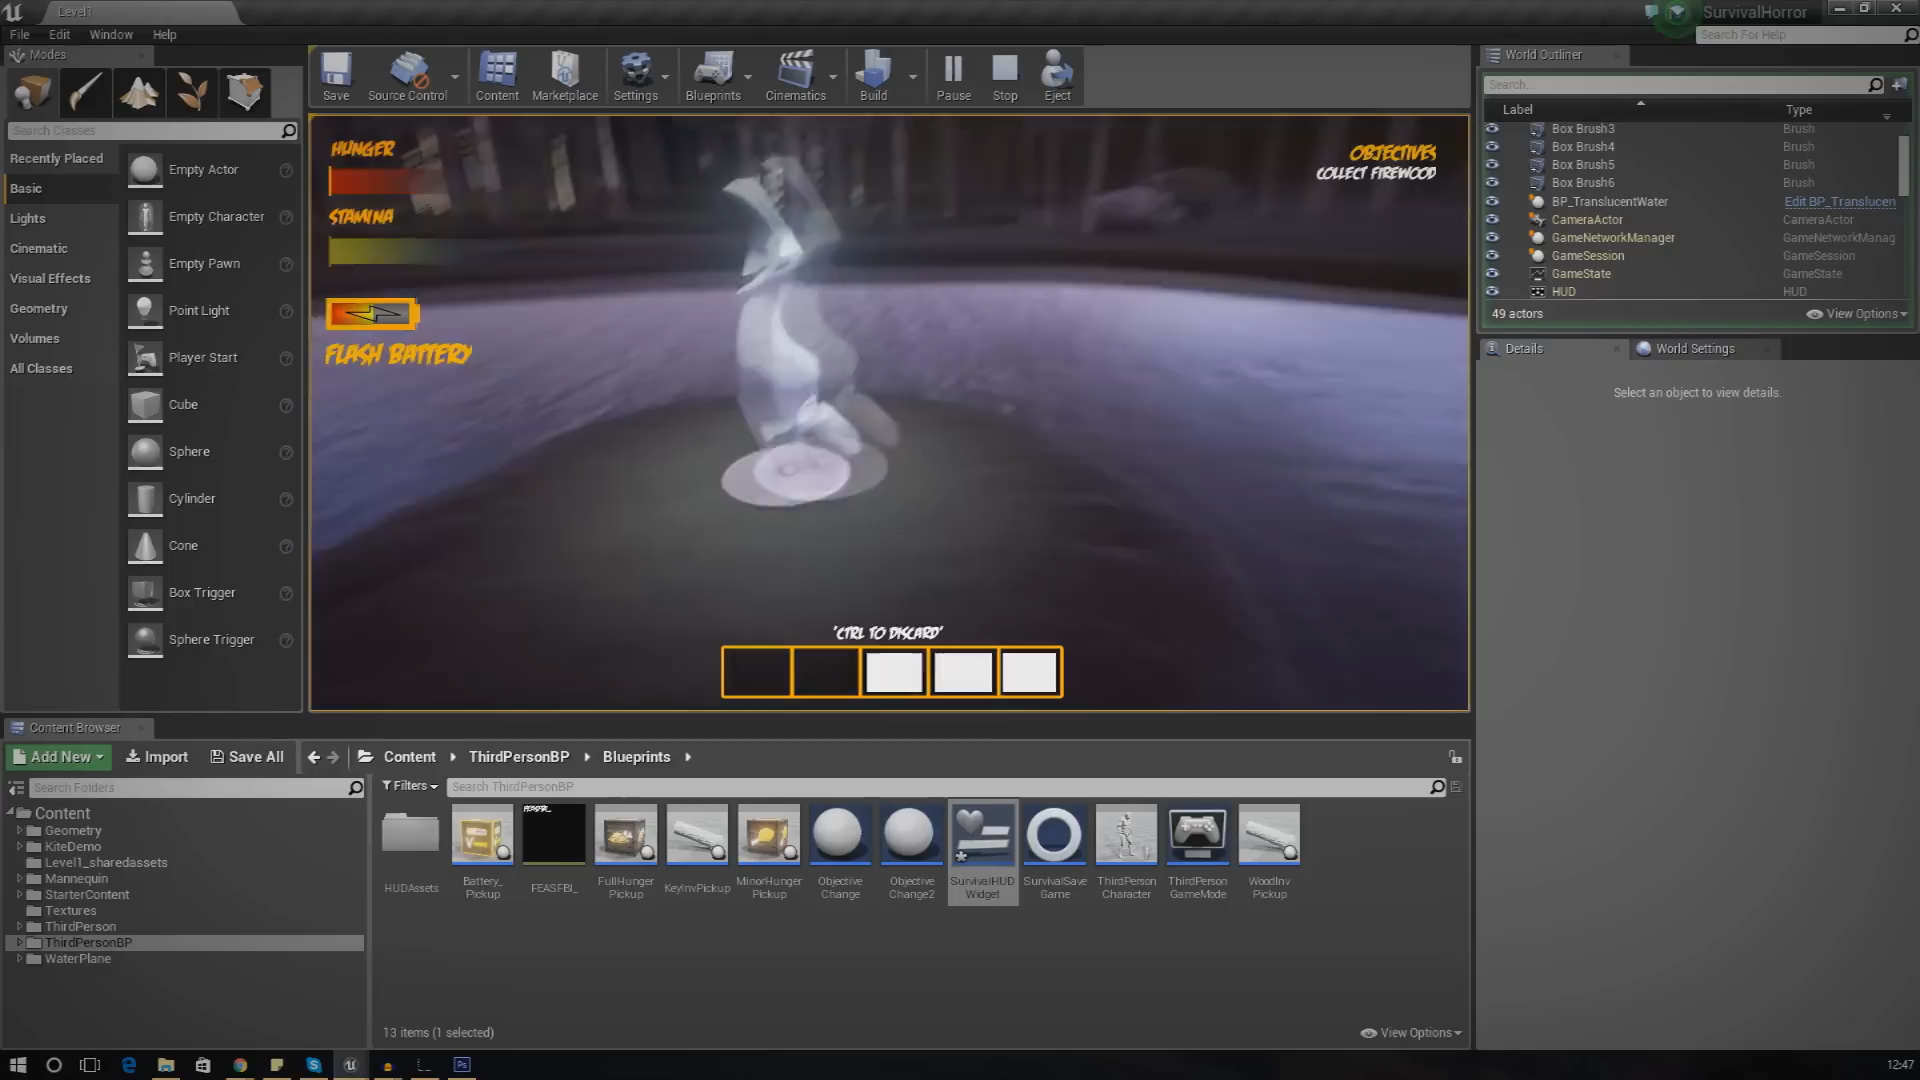 Level1
SurvivalHorror
File Edit Window Help
Search For Help
Modes
Save
Source Control
Content
Marketplace
Settings
Blueprints
Cinematics
Build
Pause
Stop
Eject
World Outliner
Search Classes
Search...
Label
Type
Recently Placed
Basic
Lights
Cinematic
Visual Effects
Geometry
Volumes
All Classes
Empty Actor
Empty Character
Empty Pawn
Point Light
Player Start
Cube
Sphere
Cylinder
Cone
Box Trigger
Sphere Trigger
HUNGER
STAMINA
FLASH BATTERY
OBJECTIVES
COLLECT FIREWOOD
'CTRL TO DISCARD'
Box Brush3 Brush
Box Brush4 Brush
Box Brush5 Brush
Box Brush6 Brush
BP_TranslucentWater Edit BP_Translucen
CameraActor CameraActor
GameNetworkManager GameNetworkManag
GameSession GameSession
GameState GameState
HUD HUD
49 actors
View Options
Details
World Settings
Select an object to view details.
Content Browser
Add New
Import
Save All
Content
ThirdPersonBP
Blueprints
Search Folders
Filters
Search ThirdPersonBP
Content
Geometry
KiteDemo
Level1_sharedassets
Mannequin
StarterContent
Textures
ThirdPerson
ThirdPersonBP
WaterPlane
HUDAssets
Battery_
Pickup
FEASFBI_
FullHunger
Pickup
KeyInvPickup
MinorHunger
Pickup
Objective
Change
Objective
Change2
SurvivalHUD
Widget
SurvivalSave
Game
ThirdPerson
Character
ThirdPerson
GameMode
WoodInv
Pickup
13 items (1 selected)
View Options
12:47